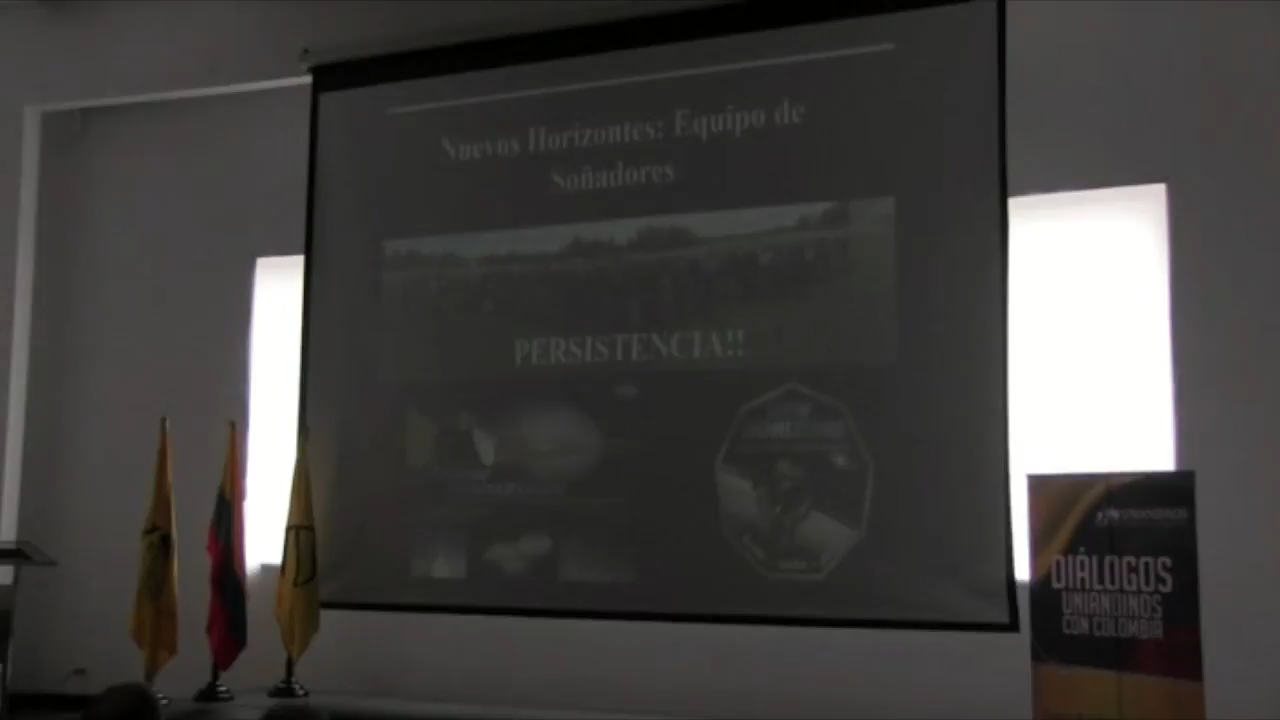 Nuevos Horizontes: Equipo de
Soñadores
PERSISTENCIA!!
DIÁLOGOS
UNIANDINOS
CON COLOMBIA